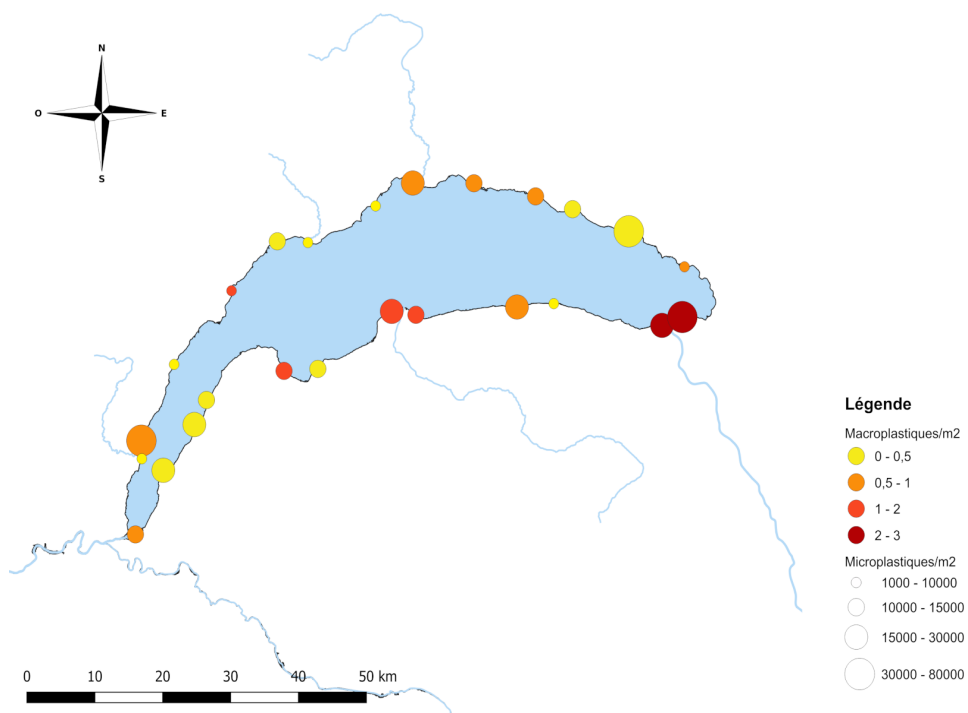 N
O
E
S
Légende
Macroplastiques/m2
0 - 0,5
0,5 - 1
1 - 2
2 - 3
Microplastiques/m2
1000 - 10000
10000 - 15000
15000 - 30000
30000 - 80000
0 10 20 30 40 50 km